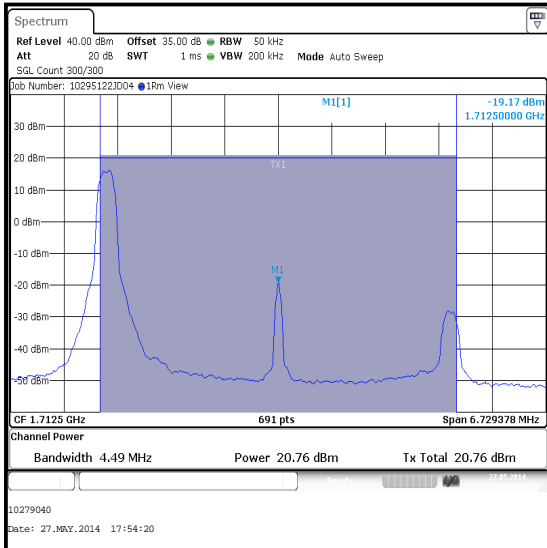 Spectrum
Ref Level 40.00 dBm Offset 35.00 dB RBW 50 kHz
Att 20 dB SWT 1 ms VBW 200 kHz Mode Auto Sweep
SGL Count 300/300
Job Number: 10295122JD04 1Rm View
M1[1] -19.17 dBm
1.71250000 GHz
30 dBm
20 dBm
TX1
10 dBm
0 dBm
-10 dBm
M1
-20 dBm
-30 dBm
-40 dBm
-50 dBm
CF 1.7125 GHz 691 pts Span 6.729378 MHz
Channel Power
Bandwidth 4.49 MHz Power 20.76 dBm Tx Total 20.76 dBm
Ready 27.05.2014
10279040
Date: 27.MAY.2014 17:54:20